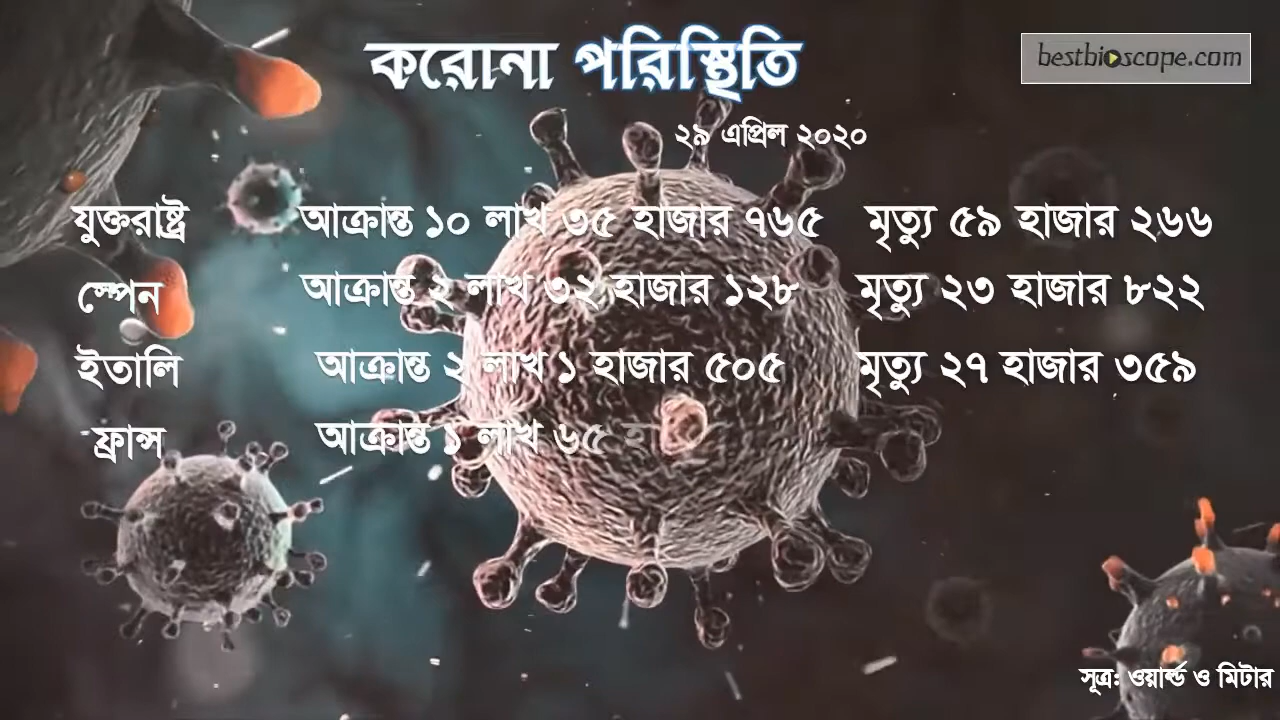 করোনা পরিস্থিতি
bestbioscope.com
২৯ এপ্রিল ২০২০
যুক্তরাষ্ট্র আক্রান্ত ১০ লাখ ৩৫ হাজার ৭৬৫ মৃত্যু ৫৯ হাজার ২৬৬
স্পেন আক্রান্ত ২ লাখ ৩২ হাজার ১২৮ মৃত্যু ২৩ হাজার ৮২২
ইতালি আক্রান্ত ২ লাখ ১ হাজার ৫০৫ মৃত্যু ২৭ হাজার ৩৫৯
ফ্রান্স আক্রান্ত ১ লাখ ৬৫
সূত্র: ওয়ার্ল্ড ও মিটার